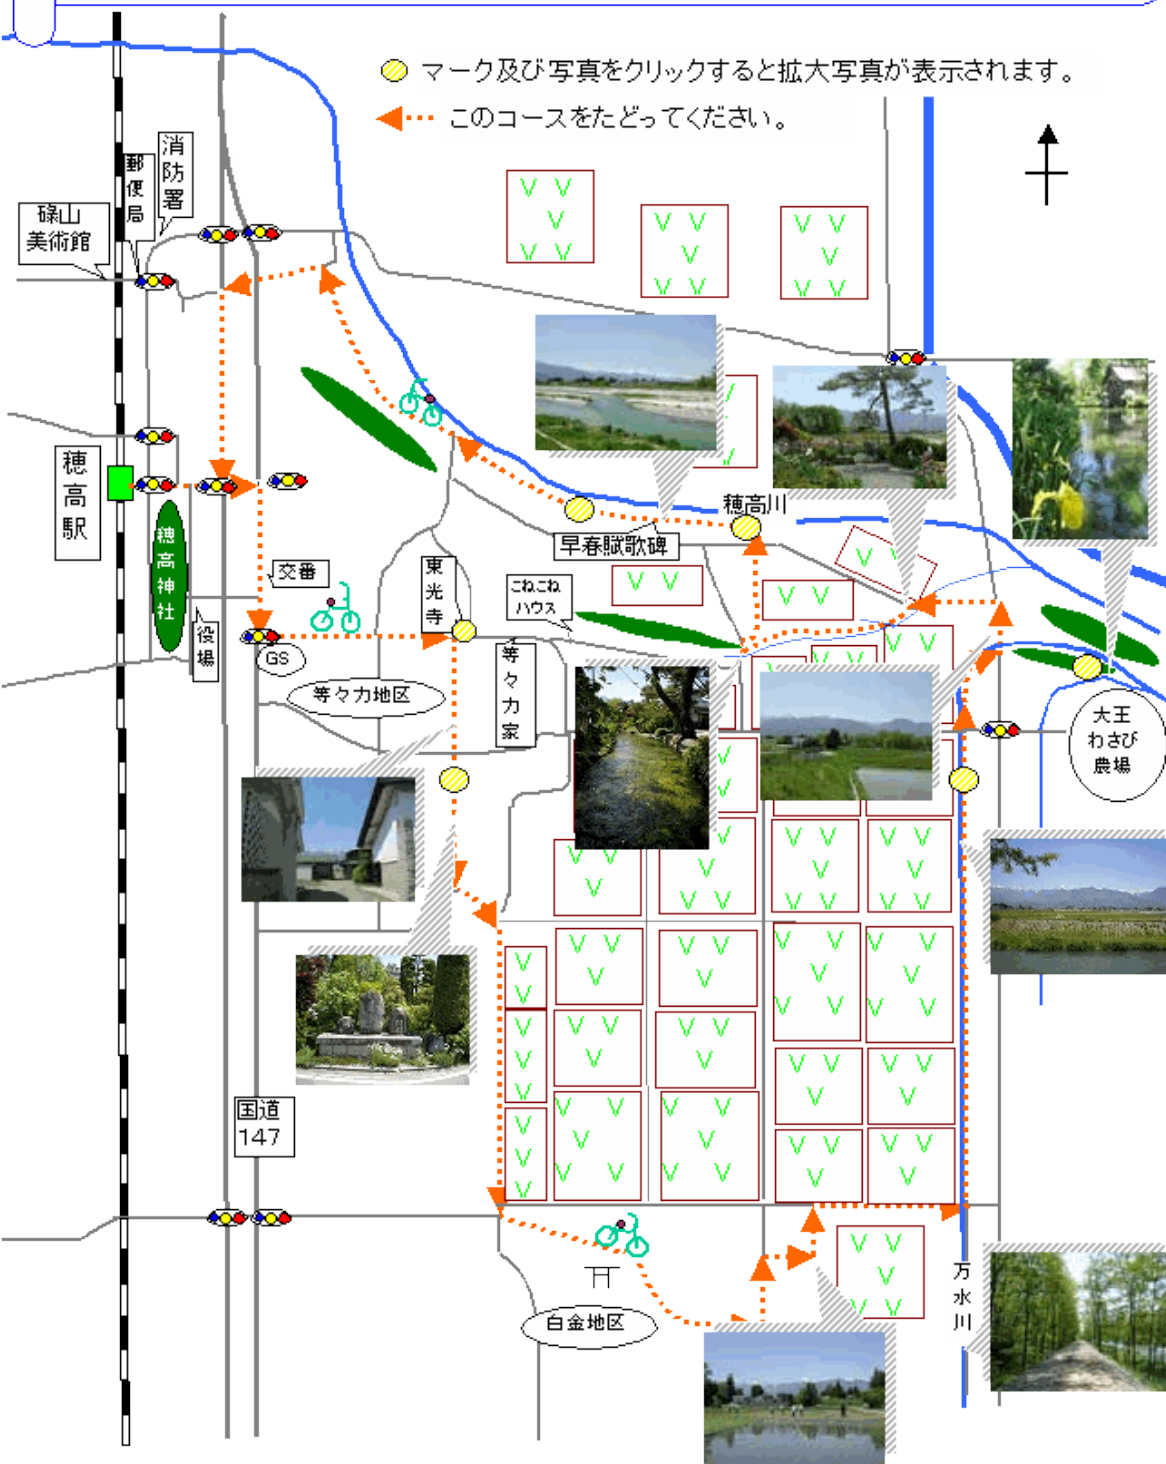 マーク及び写真をクリックすると拡大写真が表示されます。
このコースをたどってください。
消防署
郵便局
碌山
美術館
穂高駅
穂高神社
役場
交番
GS
東光寺
こねこね
ハウス
早春賦歌碑
穂高川
等々力地区
等々力家
大王
わさび
農場
国道
147
白金地区
万水川